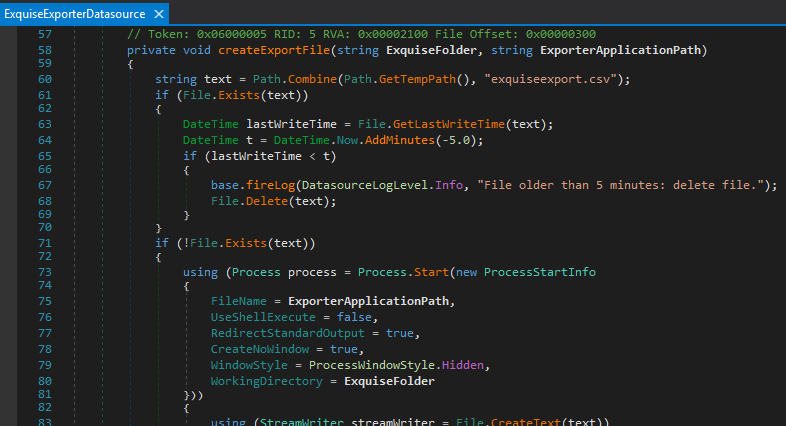 ExquiseExporterDatasource ✕
57 // Token: 0x06000005 RID: 5 RVA: 0x00002100 File Offset: 0x00000300
58 private void createExportFile(string ExquiseFolder, string ExporterApplicationPath)
59 {
60 string text = Path.Combine(Path.GetTempPath(), "exquiseexport.csv");
61 if (File.Exists(text))
62 {
63 DateTime lastWriteTime = File.GetLastWriteTime(text);
64 DateTime t = DateTime.Now.AddMinutes(-5.0);
65 if (lastWriteTime < t)
66 {
67 base.fireLog(DatasourceLogLevel.Info, "File older than 5 minutes: delete file.");
68 File.Delete(text);
69 }
70 }
71 if (!File.Exists(text))
72 {
73 using (Process process = Process.Start(new ProcessStartInfo
74 {
75 FileName = ExporterApplicationPath,
76 UseShellExecute = false,
77 RedirectStandardOutput = true,
78 CreateNoWindow = true,
79 WindowStyle = ProcessWindowStyle.Hidden,
80 WorkingDirectory = ExquiseFolder
81 }))
82 {
83 using (StreamWriter streamWriter = File.CreateText(text))